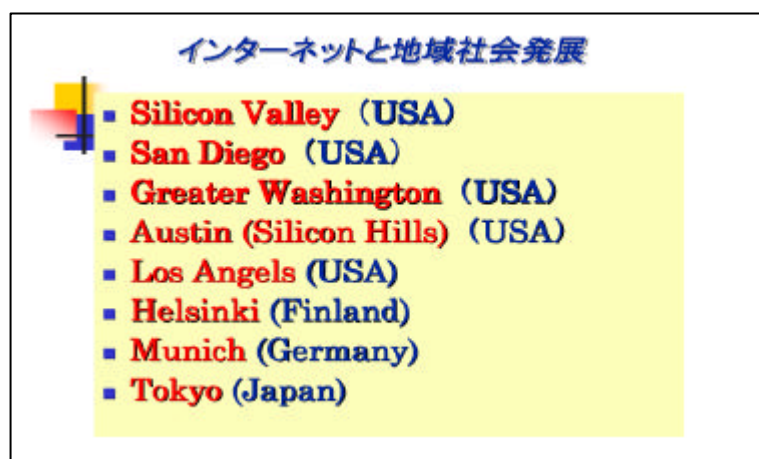 インターネットと地域社会発展
Silicon Valley（USA）
San Diego（USA）
Greater Washington（USA）
Austin (Silicon Hills)（USA）
Los Angels (USA)
Helsinki (Finland)
Munich (Germany)
Tokyo (Japan)